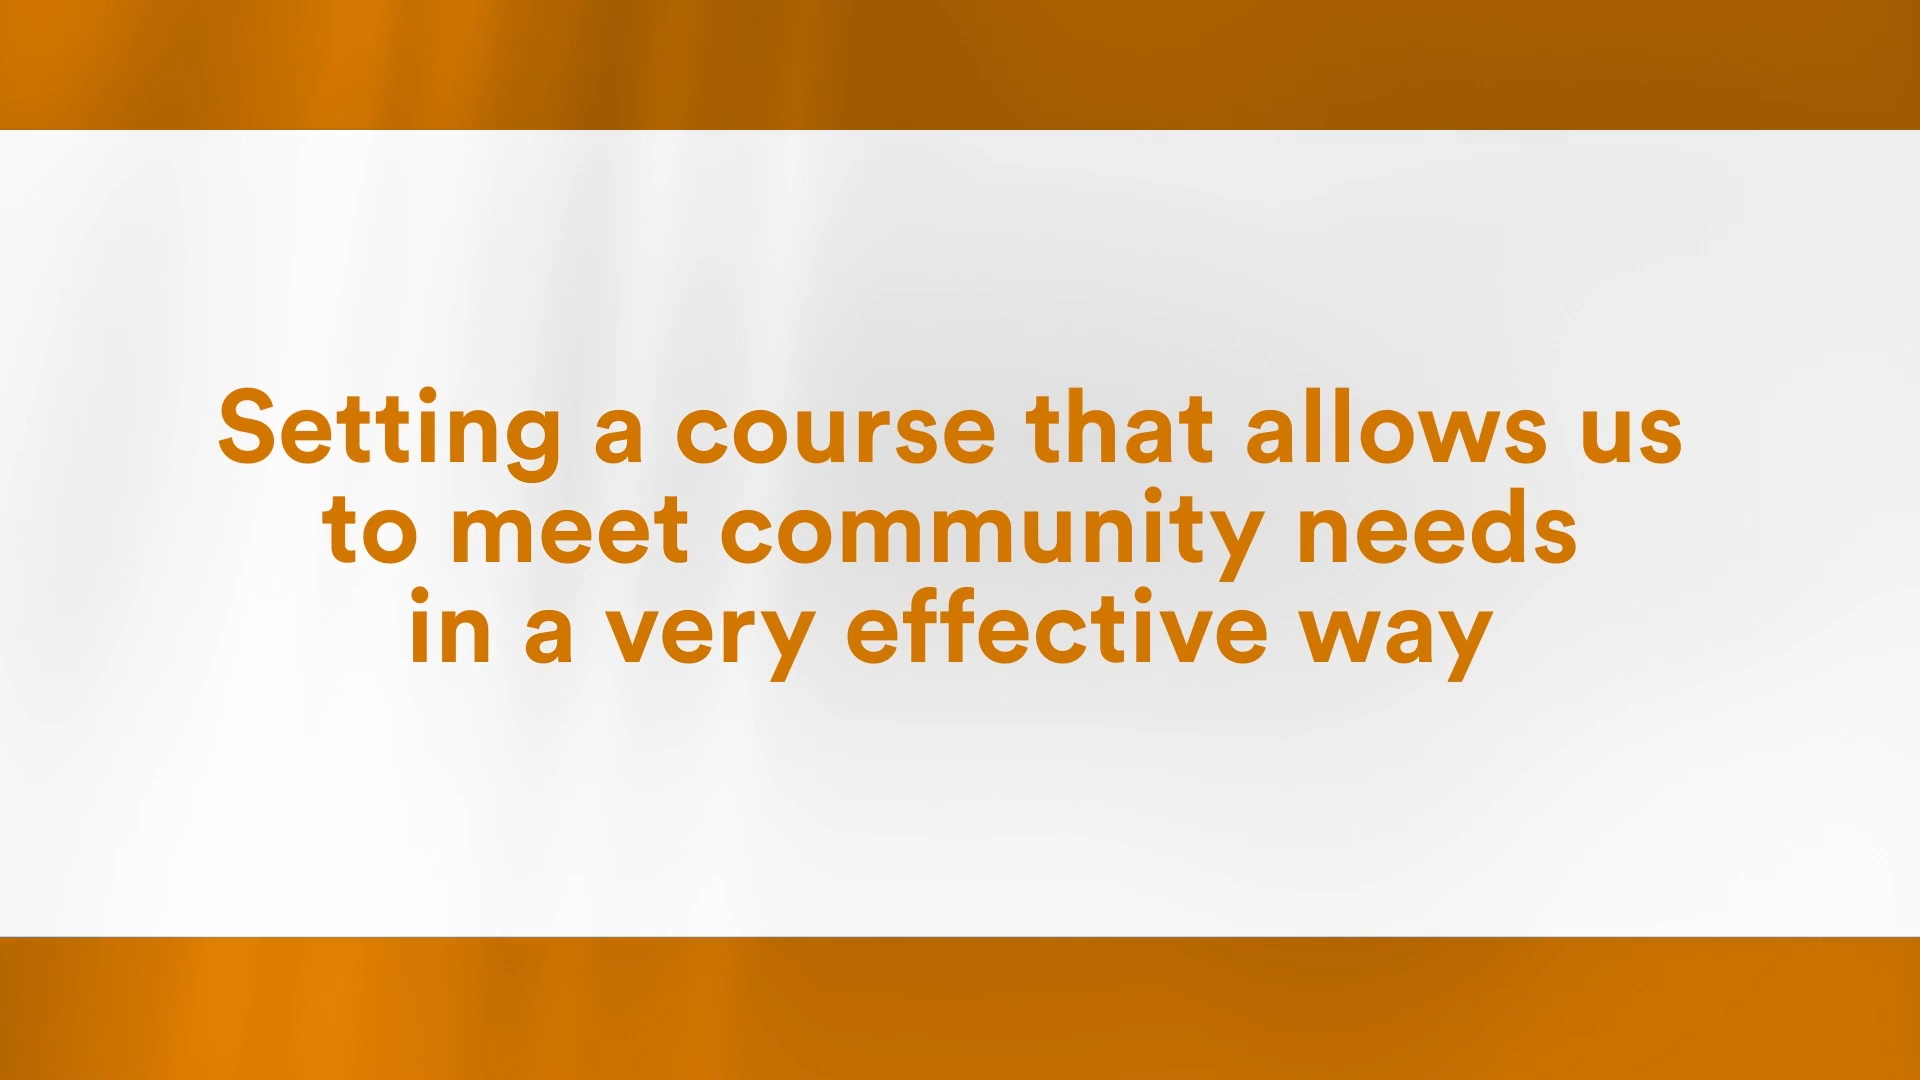 Setting a course that allows us
to meet community needs
in a very effective way